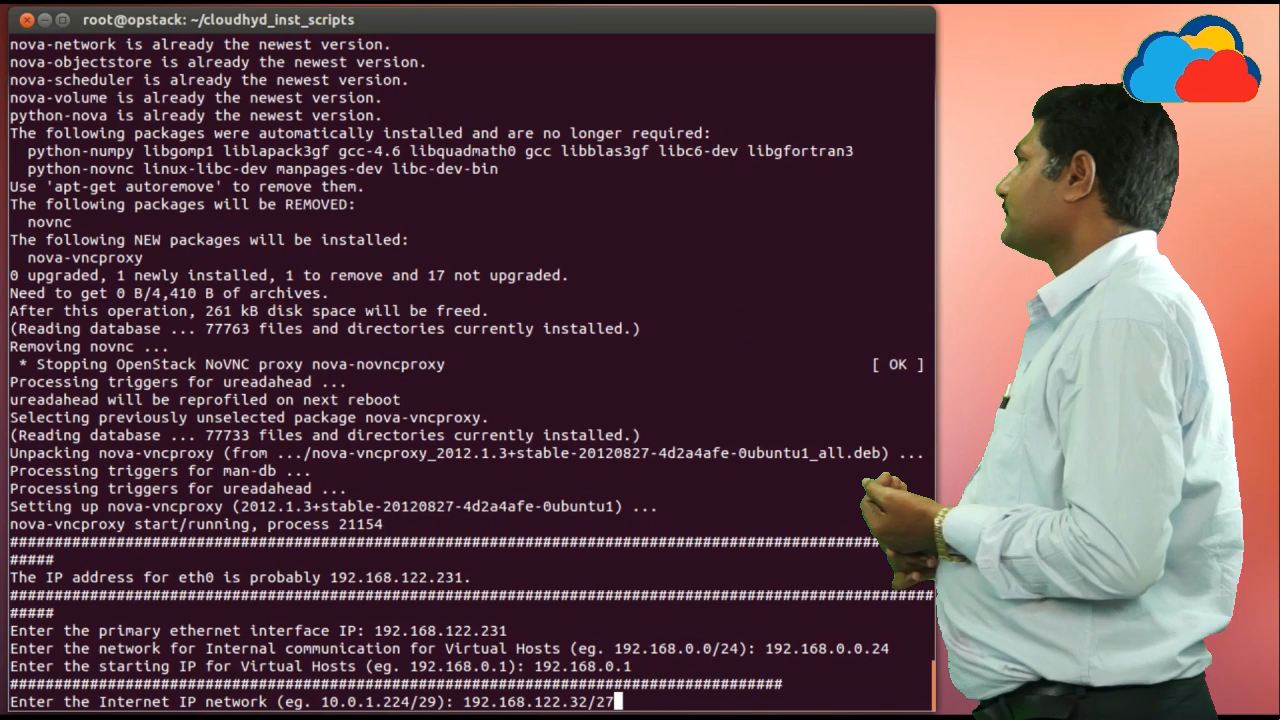 root@opstack: ~/cloudhyd_inst_scripts
nova-network is already the newest version.
nova-objectstore is already the newest version.
nova-scheduler is already the newest version.
nova-volume is already the newest version.
python-nova is already the newest version.
The following packages were automatically installed and are no longer required:
python-numpy libgomp1 liblapack3gf gcc-4.6 libquadmath0 gcc libblas3gf libc6-dev libgfortran3
python-novnc linux-libc-dev manpages-dev libc-dev-bin
Use 'apt-get autoremove' to remove them.
The following packages will be REMOVED:
novnc
The following NEW packages will be installed:
nova-vncproxy
0 upgraded, 1 newly installed, 1 to remove and 17 not upgraded.
Need to get 0 B/4,410 B of archives.
After this operation, 261 kB disk space will be freed.
(Reading database ... 77763 files and directories currently installed.)
Removing novnc ...
* Stopping OpenStack NoVNC proxy nova-novncproxy [ OK ]
Processing triggers for ureadahead ...
ureadahead will be reprofiled on next reboot
Selecting previously unselected package nova-vncproxy.
(Reading database ... 77733 files and directories currently installed.)
Unpacking nova-vncproxy (from .../nova-vncproxy_2012.1.3+stable-20120827-4d2a4afe-0ubuntu1_all.deb) ...
Processing triggers for man-db ...
Processing triggers for ureadahead ...
Setting up nova-vncproxy (2012.1.3+stable-20120827-4d2a4afe-0ubuntu1) ...
nova-vncproxy start/running, process 21154
##################################################################################################
#####
The IP address for eth0 is probably 192.168.122.231.
########################################################################################################
#####
Enter the primary ethernet interface IP: 192.168.122.231
Enter the network for Internal communication for Virtual Hosts (eg. 192.168.0.0/24): 192.168.0.0.24
Enter the starting IP for Virtual Hosts (eg. 192.168.0.1): 192.168.0.1
#######################################################################################
Enter the Internet IP network (eg. 10.0.1.224/29): 192.168.122.32/27